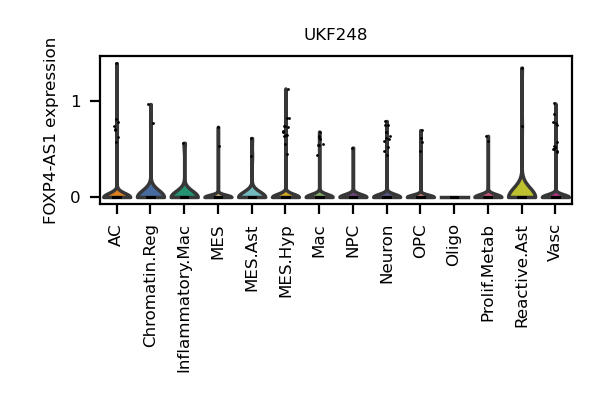 UKF248
FOXP4-AS1 expression
1
0
AC
Chromatin.Reg
Inflammatory.Mac
MES
MES.Ast
MES.Hyp
Mac
NPC
Neuron
OPC
Oligo
Prolif.Metab
Reactive.Ast
Vasc